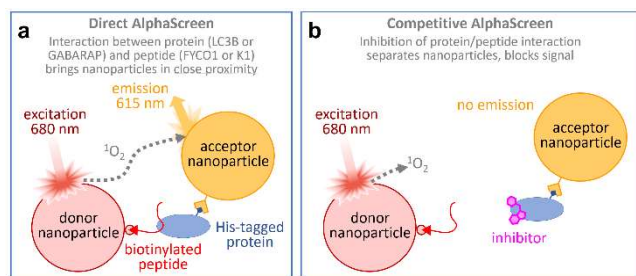 a
Direct AlphaScreen
Interaction between protein (LC3B or
GABARAP) and peptide (FYCO1 or K1)
brings nanoparticles in close proximity
emission
615 nm
excitation
680 nm
¹O₂
acceptor
nanoparticle
donor
nanoparticle
His-tagged
protein
biotinylated
peptide
b
Competitive AlphaScreen
Inhibition of protein/peptide interaction
separates nanoparticles, blocks signal
excitation
680 nm
no emission
¹O₂
acceptor
nanoparticle
donor
nanoparticle
inhibitor